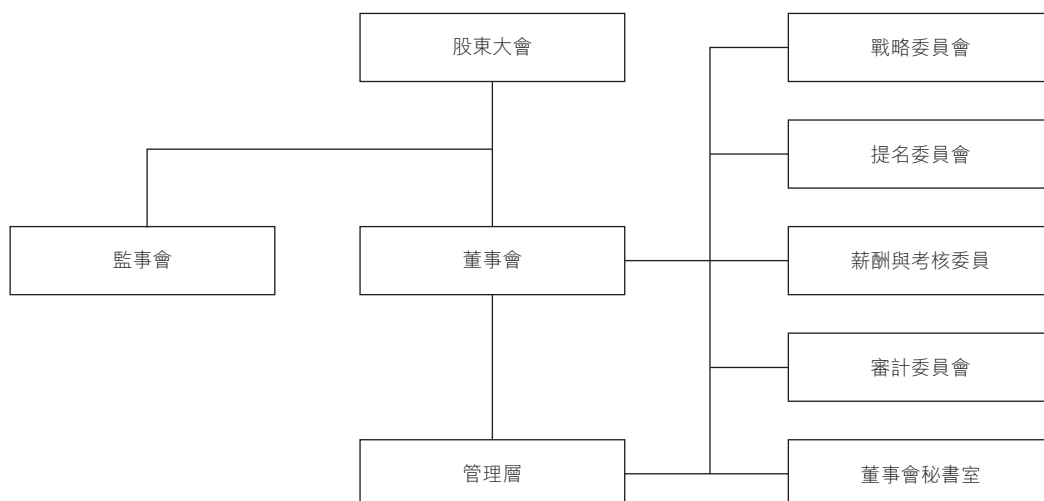 股東大會
戰略委員會
提名委員會
監事會
董事會
薪酬與考核委員
審計委員會
管理層
董事會秘書室